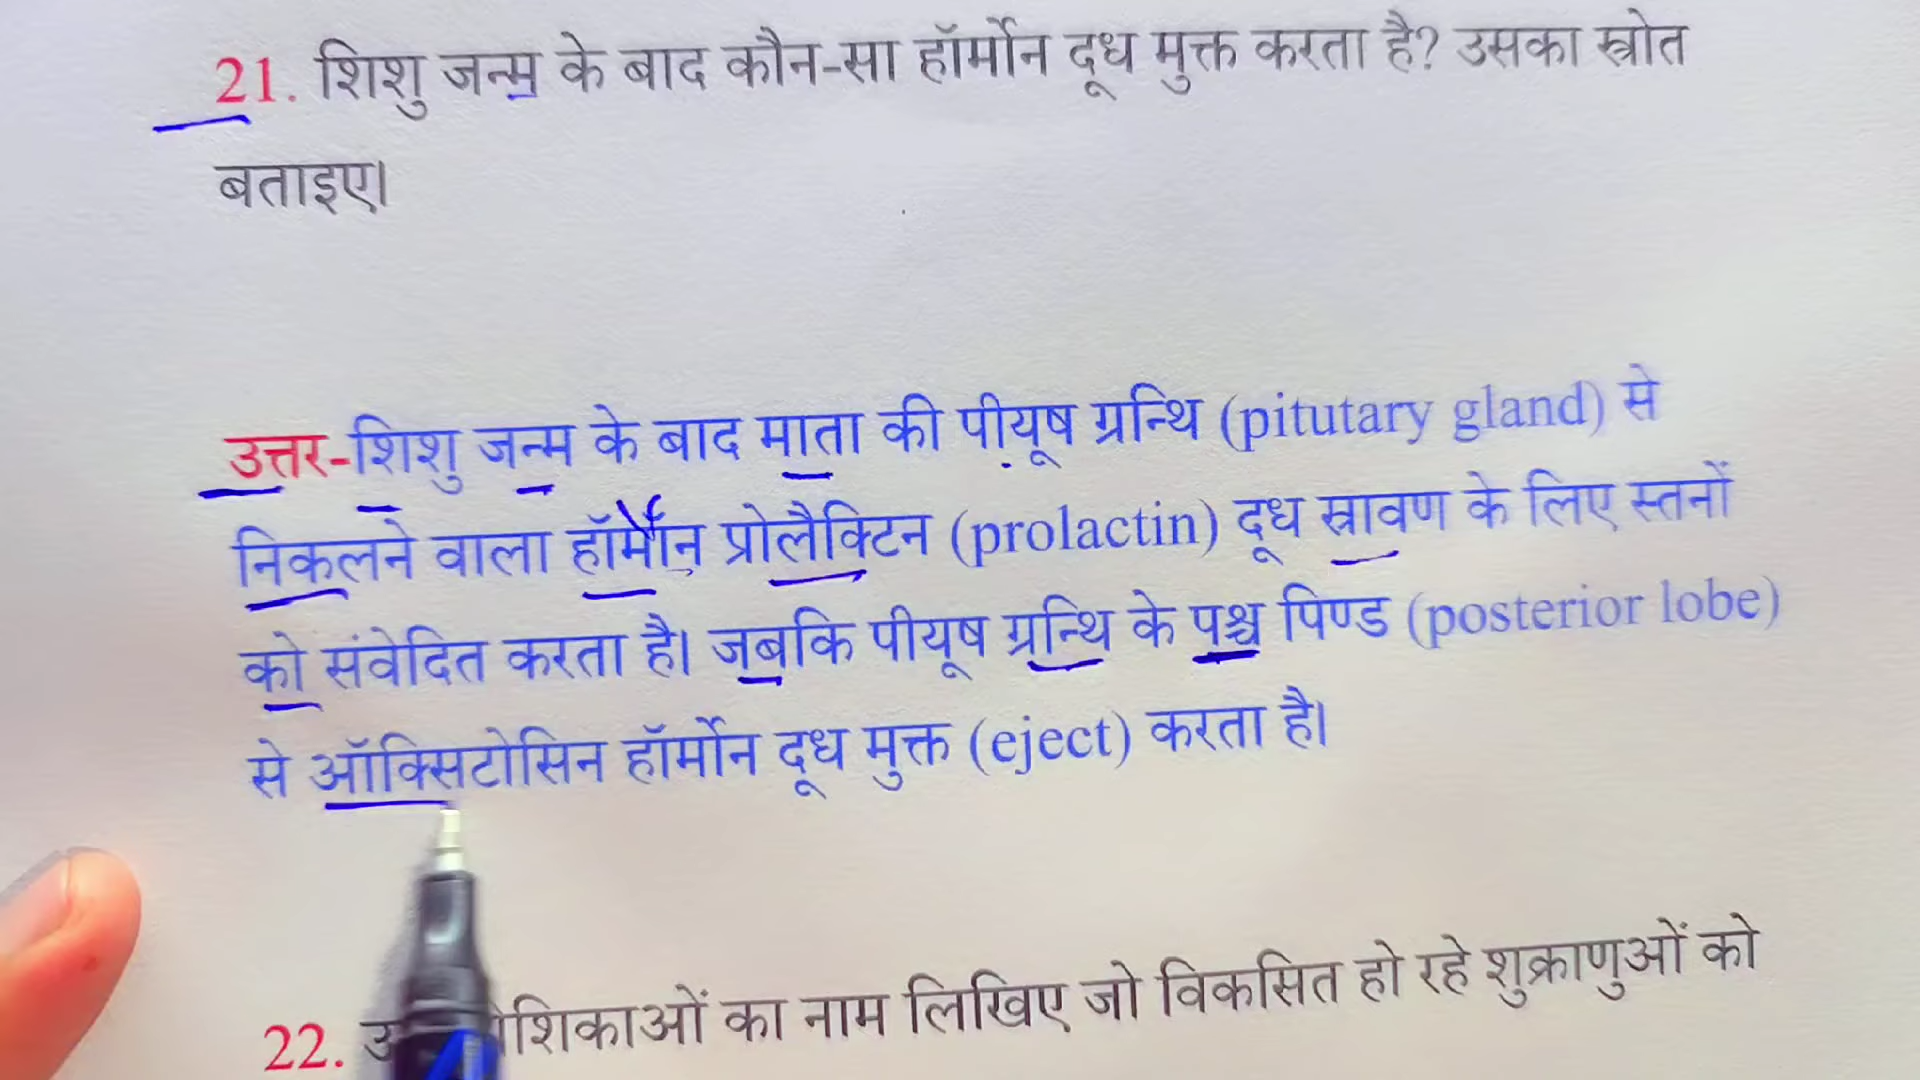 21. शिशु जन्म के बाद कौन-सा हॉर्मोन दूध मुक्त करता है? उसका स्त्रोत
बताइए।
उत्तर-शिशु जन्म के बाद माता की पीयूष ग्रन्थि (pitutary gland) से
निकलने वाला हॉर्मोन प्रोलैक्टिन (prolactin) दूध स्रावण के लिए स्तनों
को संवेदित करता है। जबकि पीयूष ग्रन्थि के पश्च पिण्ड (posterior lobe)
से ऑक्सिटोसिन हॉर्मोन दूध मुक्त (eject) करता है।
22. का नाम लिखिए जो विकसित हो रहे शुक्राणुओं को